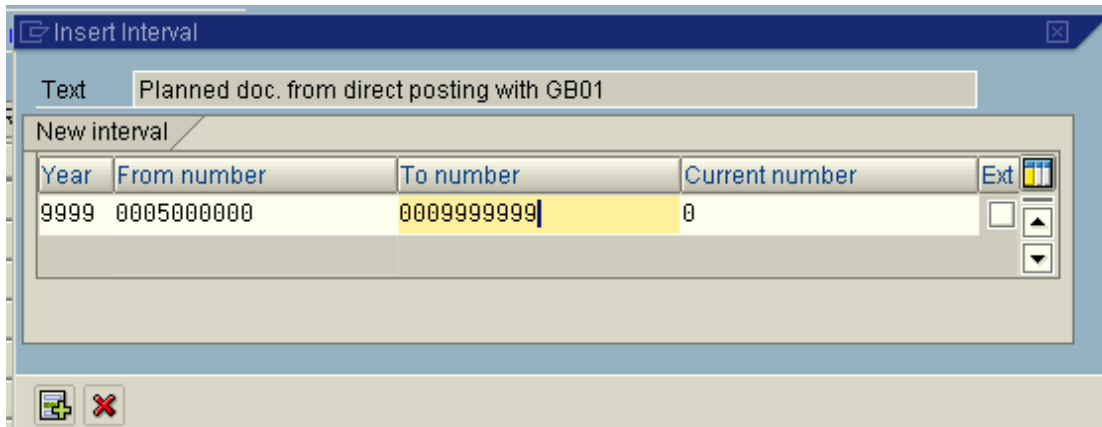 Insert Interval
Text Planned doc. from direct posting with GB01
New interval
Year From number To number Current number Ext
9999 0005000000 0009999999 0